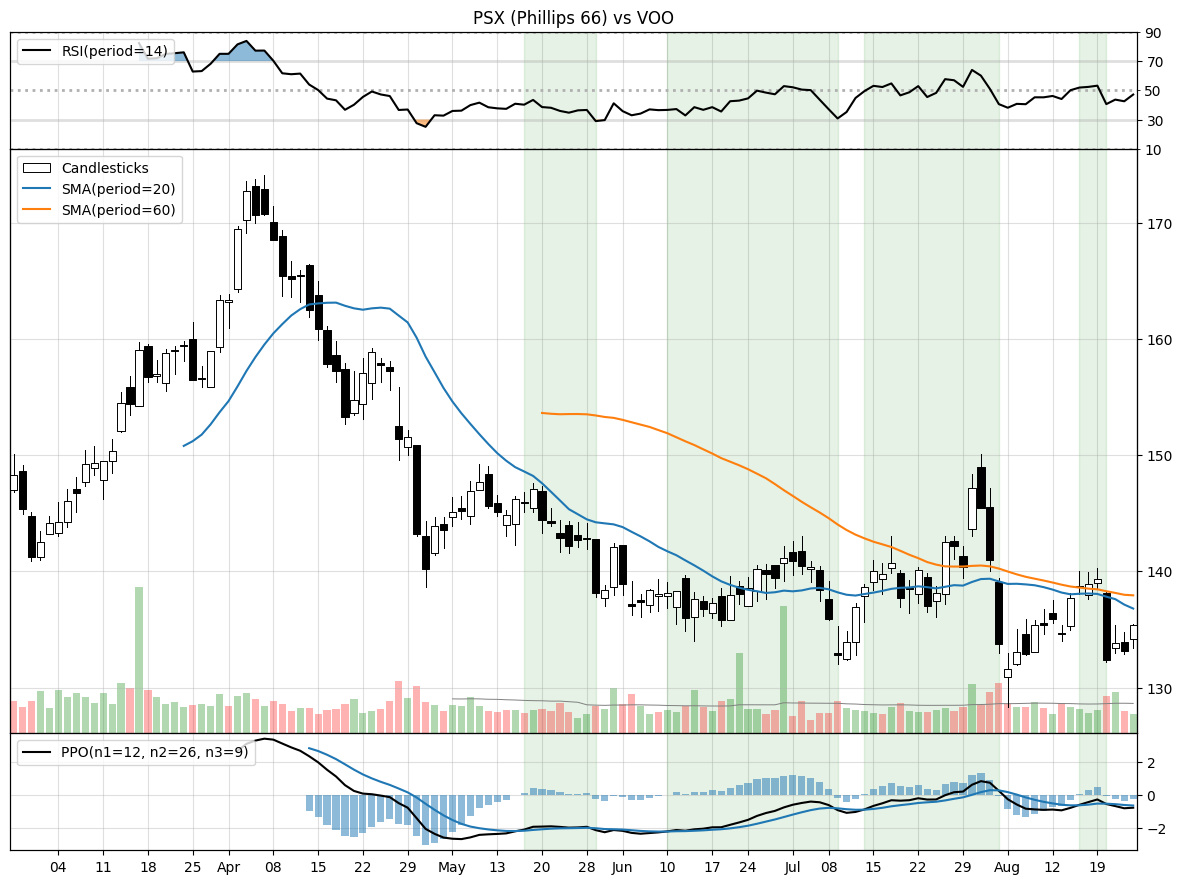 PSX (Phillips 66) vs VOO
RSI(period=14)
90
70
50
30
10
Candlesticks
SMA(period=20)
SMA(period=60)
170
160
150
140
130
PPO(n1=12, n2=26, n3=9)
2
0
−2
04 11 18 25 Apr 08 15 22 29 May 13 20 28 Jun 10 17 24 Jul 08 15 22 29 Aug 12 19